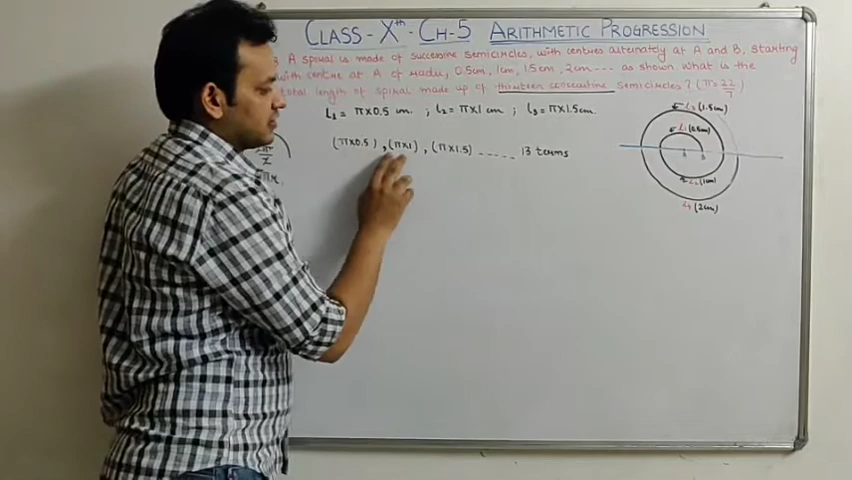 CLASS - Xth - CH-5 ARITHMETIC PROGRESSION
A spiral is made of successive semicircles, with centres alternately at A and B, starting
with centre at A of radii, 0.5cm, 1cm, 1.5cm, 2cm --- as shown What is the
total length of spiral made up of thirteen consecutive semicircles? (π=22/7)
l1 = π×0.5 cm ; l2 = π×1 cm ; l3 = π×1.5cm.
(π×0.5) , (π×1) , (π×1.5) ----- 13 terms
l3 (1.5cm)
l1 (0.5cm)
A B
l2 (1cm)
l4 (2cm)